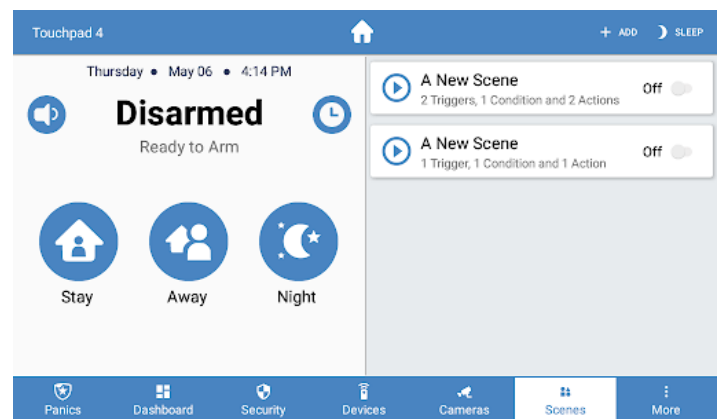 Touchpad 4
+ ADD SLEEP
Thursday • May 06 • 4:14 PM
Disarmed
Ready to Arm
Stay Away Night
A New Scene
2 Triggers, 1 Condition and 2 Actions
Off
A New Scene
1 Trigger, 1 Condition and 1 Action
Off
Panics Dashboard Security Devices Cameras Scenes More